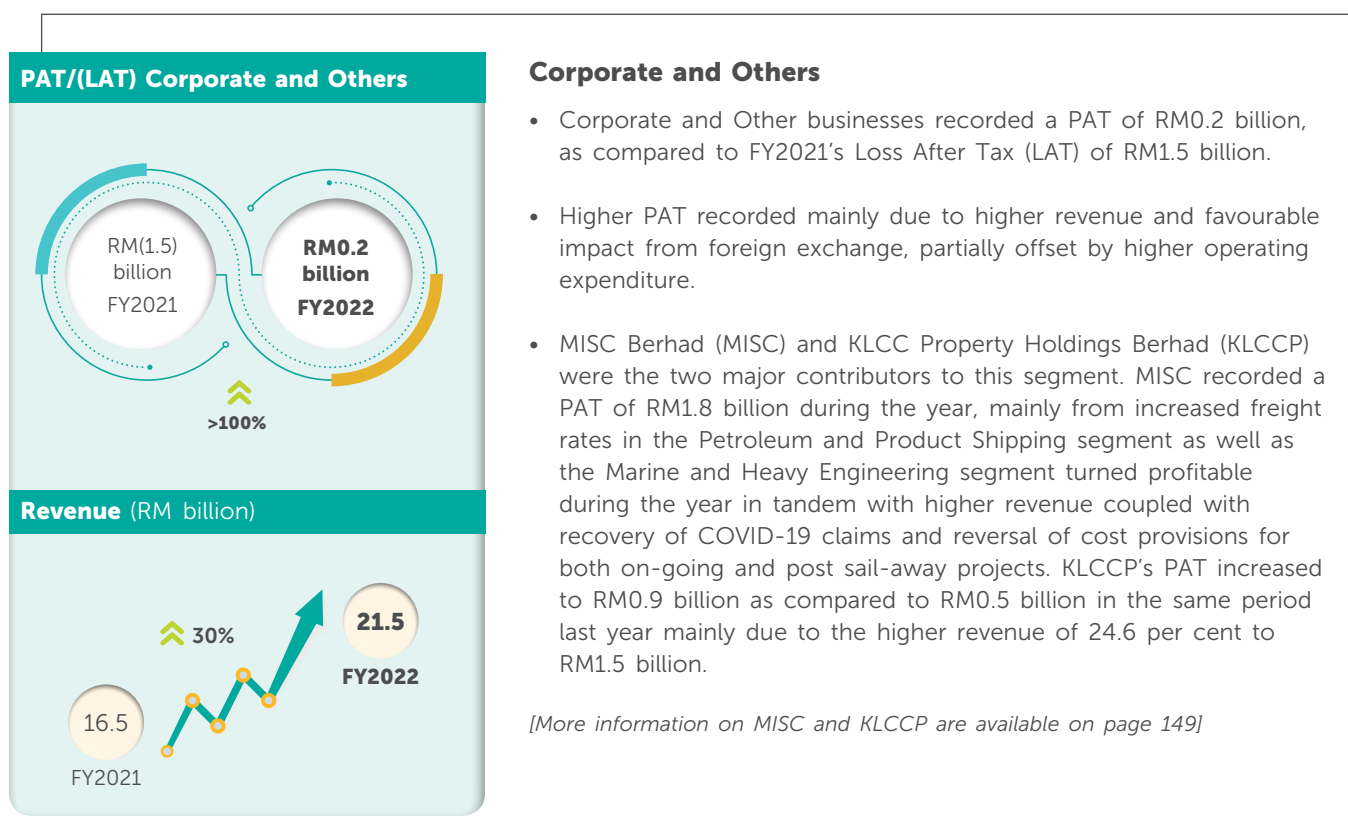 PAT/(LAT) Corporate and Others
RM(1.5)
billion
FY2021
RM0.2
billion
FY2022
>100%
Revenue (RM billion)
16.5
FY2021
30%
21.5
FY2022
Corporate and Others
• Corporate and Other businesses recorded a PAT of RM0.2 billion,
as compared to FY2021’s Loss After Tax (LAT) of RM1.5 billion.
• Higher PAT recorded mainly due to higher revenue and favourable
impact from foreign exchange, partially offset by higher operating
expenditure.
• MISC Berhad (MISC) and KLCC Property Holdings Berhad (KLCCP)
were the two major contributors to this segment. MISC recorded a
PAT of RM1.8 billion during the year, mainly from increased freight
rates in the Petroleum and Product Shipping segment as well as
the Marine and Heavy Engineering segment turned profitable
during the year in tandem with higher revenue coupled with
recovery of COVID-19 claims and reversal of cost provisions for
both on-going and post sail-away projects. KLCCP’s PAT increased
to RM0.9 billion as compared to RM0.5 billion in the same period
last year mainly due to the higher revenue of 24.6 per cent to
RM1.5 billion.
[More information on MISC and KLCCP are available on page 149]